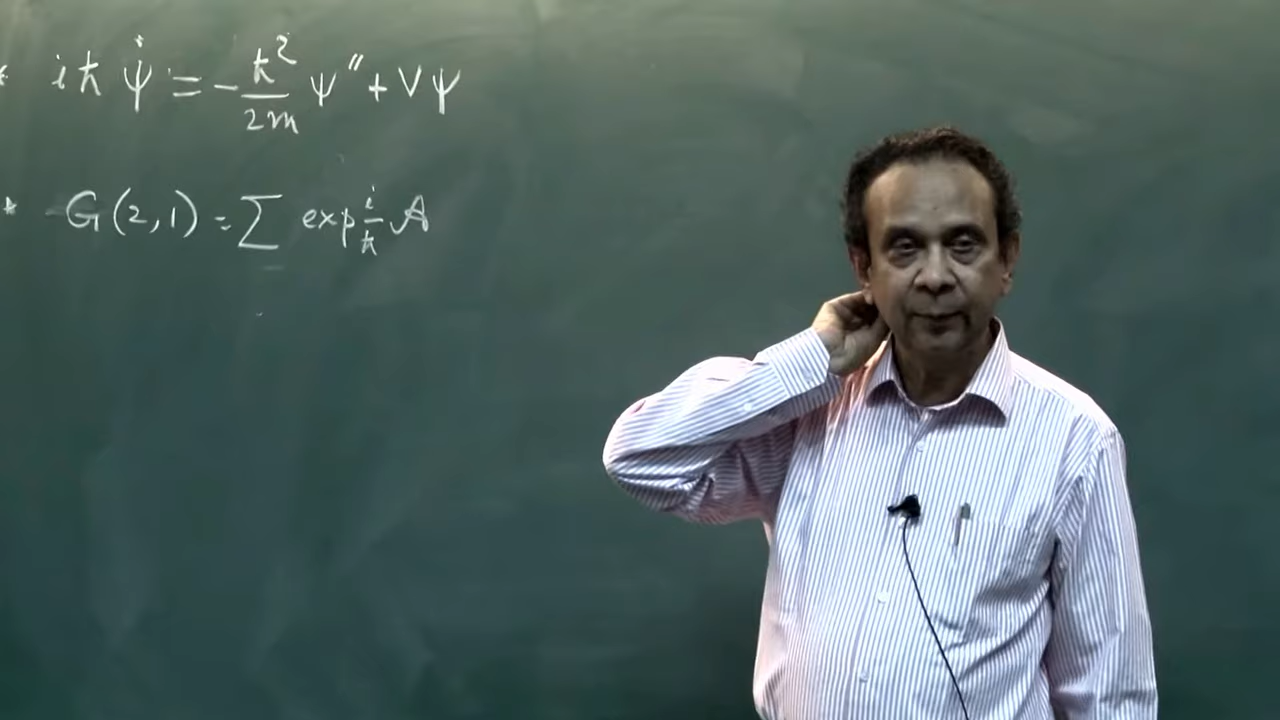 * iħ ψ̇ = -ħ²/2m ψ'' + Vψ
* G(2,1) = ∑ exp i/ħ 𝒜